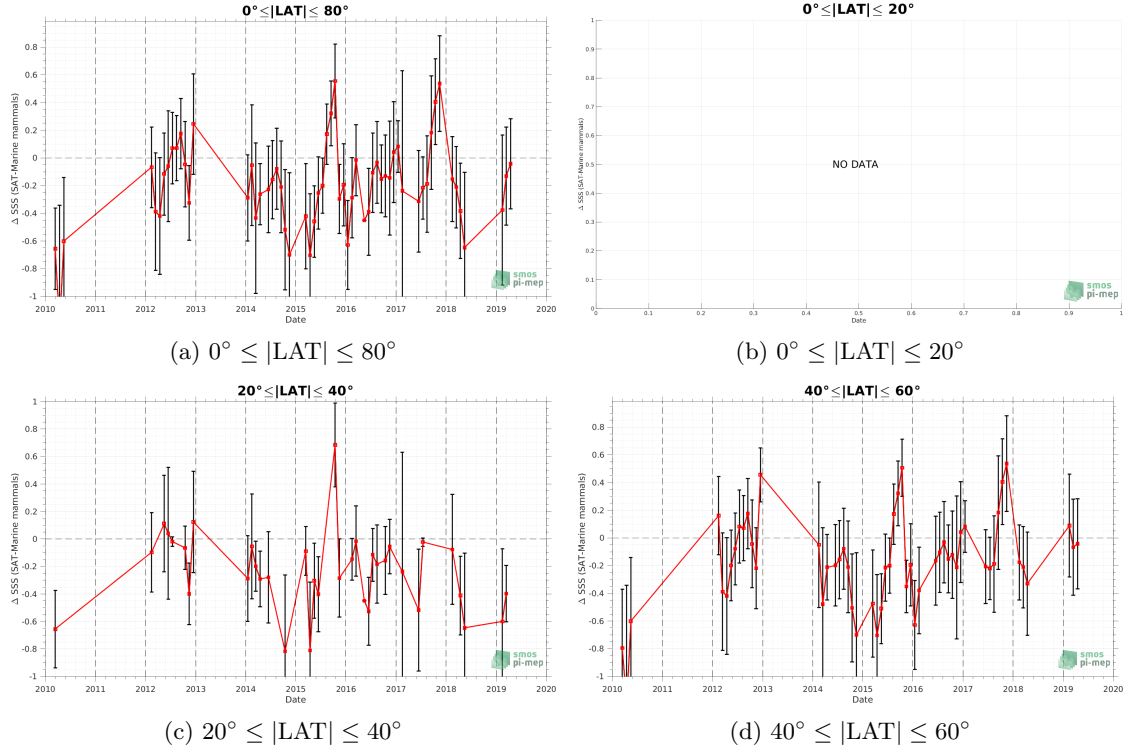 0°≤|LAT|≤ 80°
Δ SSS (SAT-Marine mammals)
0.8
0.6
0.4
0.2
0
-0.2
-0.4
-0.6
-0.8
-1
2010 2011 2012 2013 2014 2015 2016 2017 2018 2019 2020
Date
smos
pi-mep
(a) 0° ≤ |LAT| ≤ 80°
0°≤|LAT|≤ 20°
Δ SSS (SAT-Marine mammals)
1
0.9
0.8
0.7
0.6
0.5
0.4
0.3
0.2
0.1
0
NO DATA
0 0.1 0.2 0.3 0.4 0.5 0.6 0.7 0.8 0.9 1
Date
smos
pi-mep
(b) 0° ≤ |LAT| ≤ 20°
20°≤|LAT|≤ 40°
Δ SSS (SAT-Marine mammals)
1
0.8
0.6
0.4
0.2
0
-0.2
-0.4
-0.6
-0.8
-1
2010 2011 2012 2013 2014 2015 2016 2017 2018 2019 2020
Date
smos
pi-mep
(c) 20° ≤ |LAT| ≤ 40°
40°≤|LAT|≤ 60°
Δ SSS (SAT-Marine mammals)
0.8
0.6
0.4
0.2
0
-0.2
-0.4
-0.6
-0.8
-1
2010 2011 2012 2013 2014 2015 2016 2017 2018 2019 2020
Date
smos
pi-mep
(d) 40° ≤ |LAT| ≤ 60°